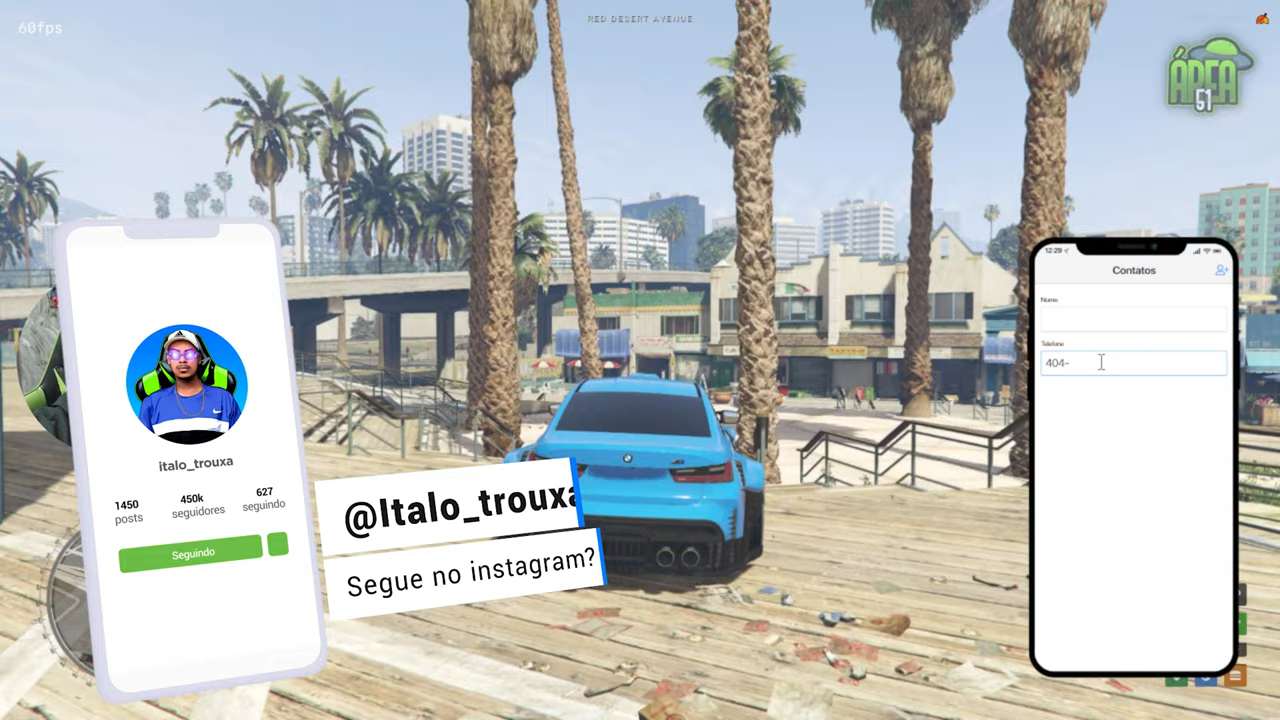 60fps
RED DESERT AVENUE
ÁREA
51
italo_trouxa
1450
posts
450k
seguidores
627
seguindo
Seguindo
@Italo_trouxa
Segue no instagram?
12:29
Contatos
Nome
Telefone
404-